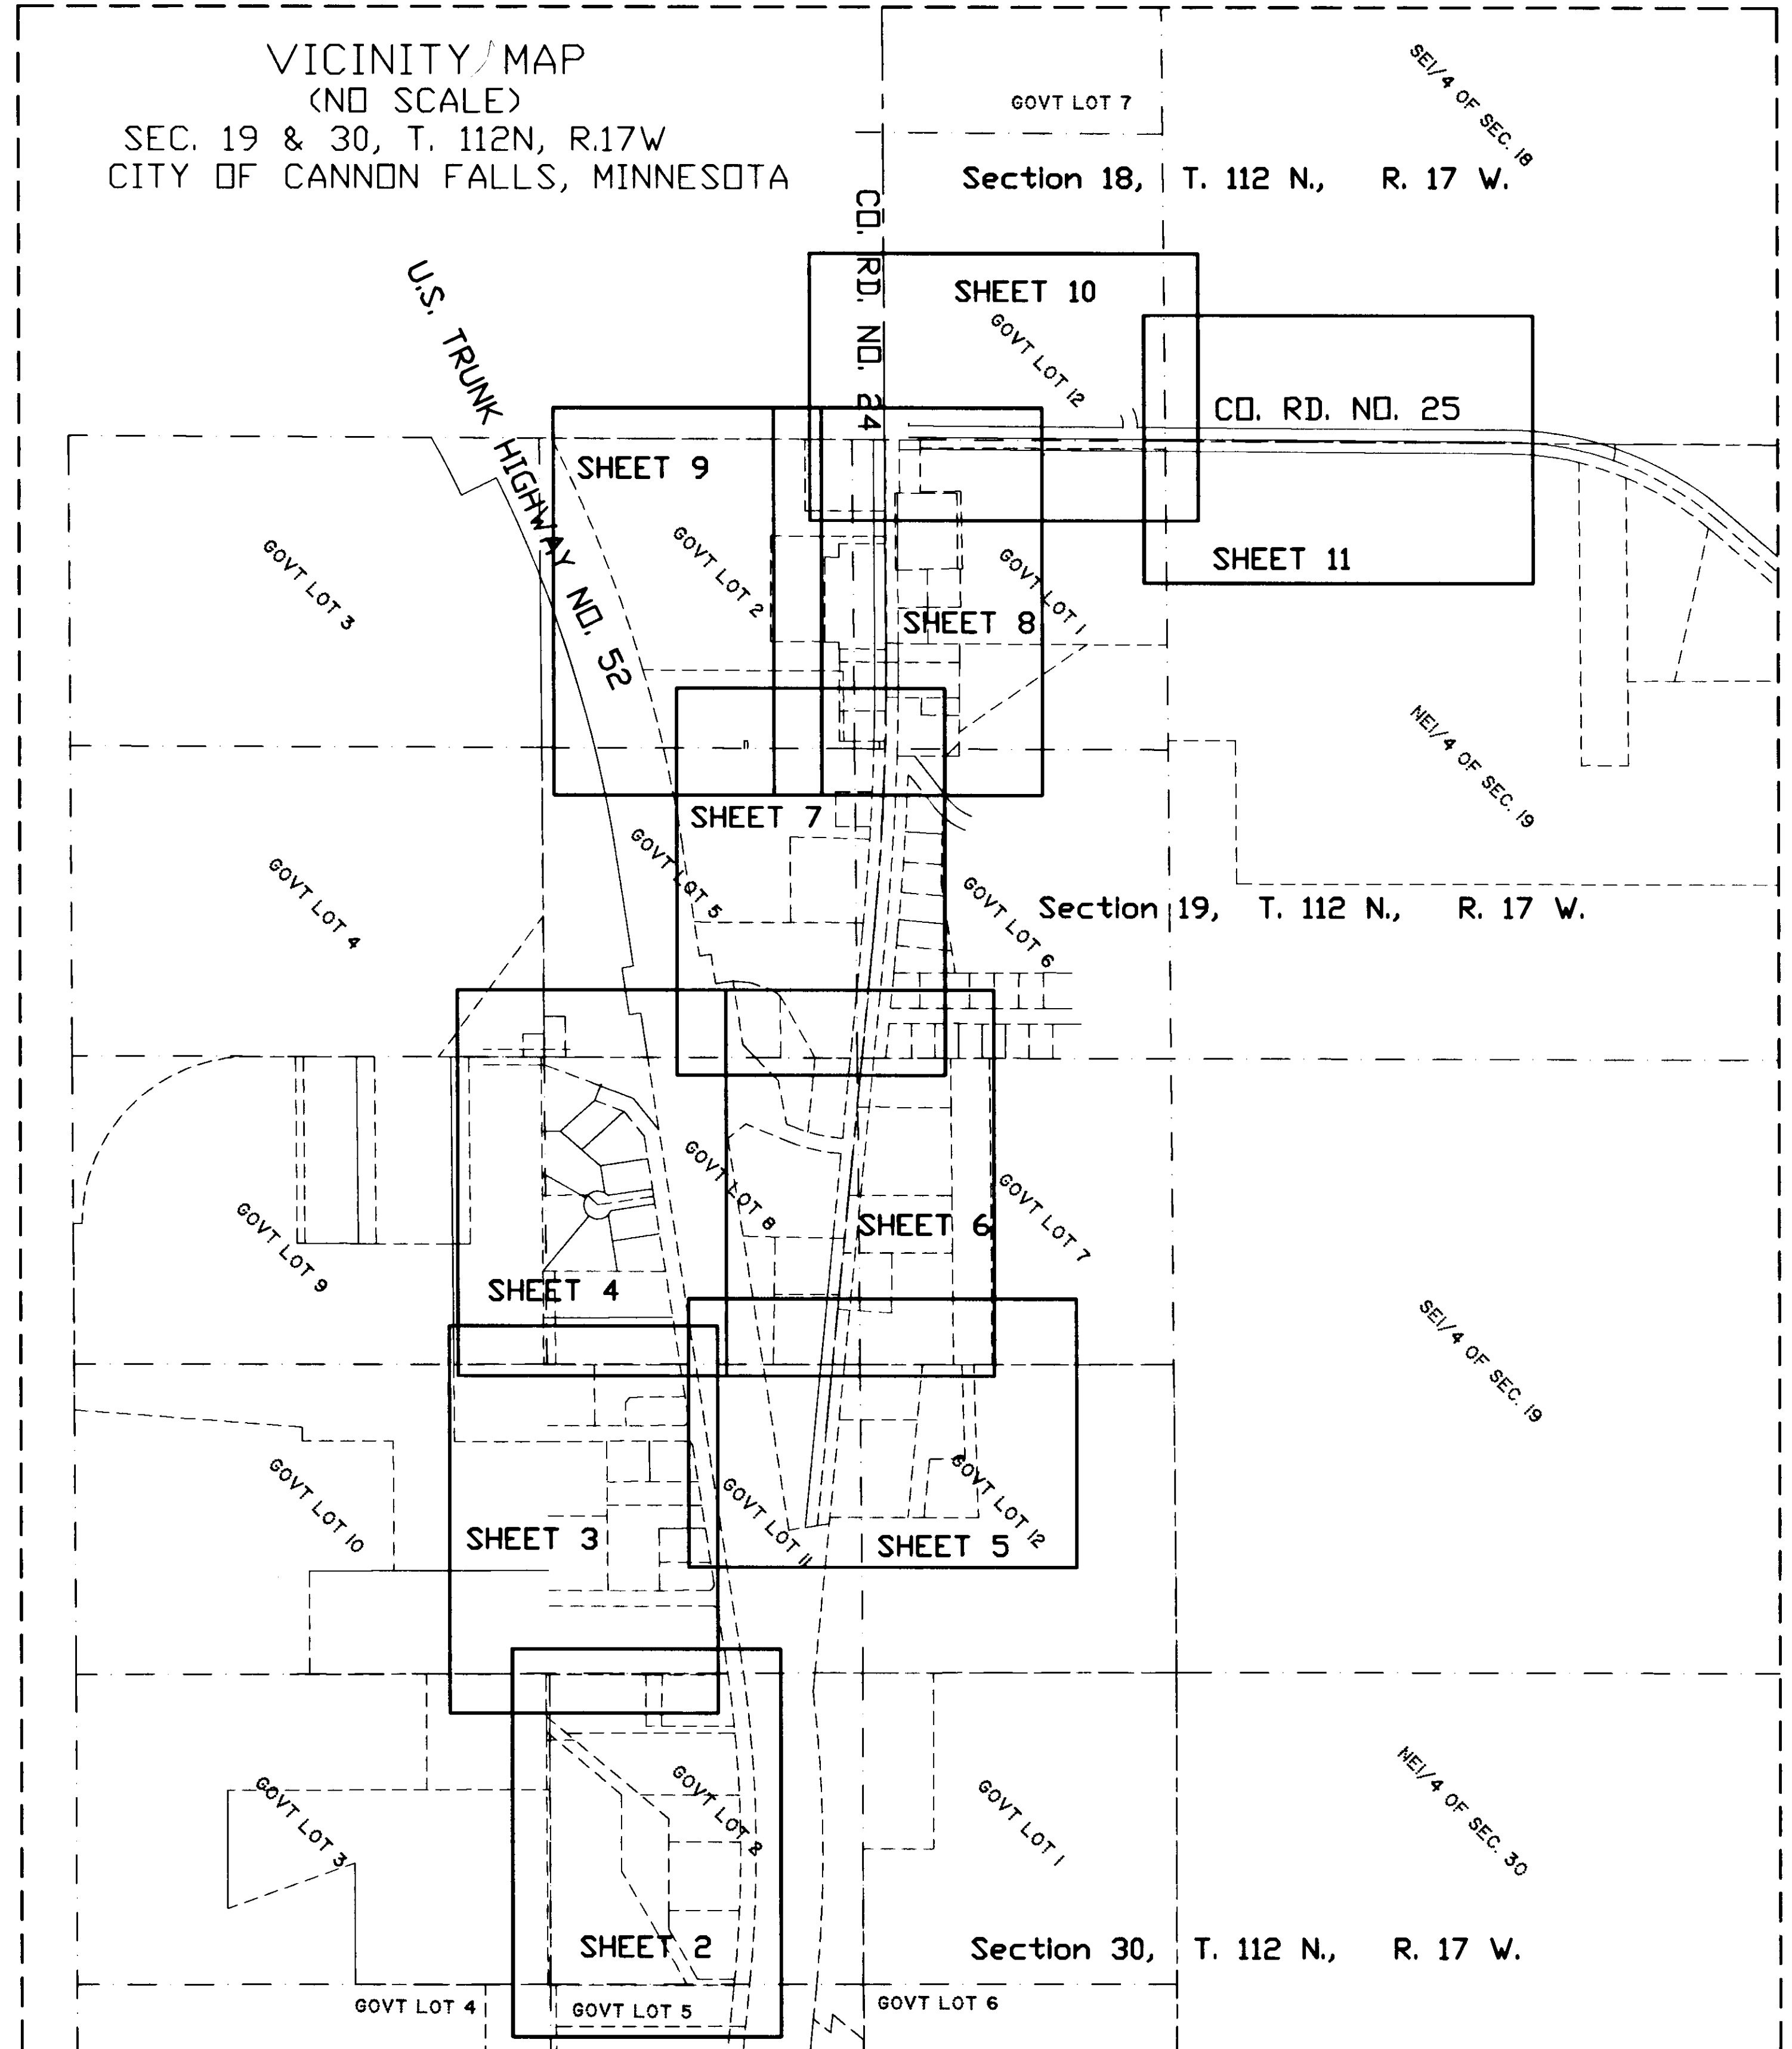 VICINITY MAP
(NO SCALE)
SEC. 19 & 30, T. 112N, R.17W
CITY OF CANNON FALLS, MINNESOTA
GOVT LOT 7
SE1/4 OF SEC. 18
Section 18, T. 112 N., R. 17 W.
CO. RD. NO. 24
U.S. TRUNK HIGHWAY NO. 52
SHEET 10
GOVT LOT 12
CO. RD. NO. 25
SHEET 9
SHEET 11
GOVT LOT 3
GOVT LOT 2
GOVT LOT 1
SHEET 8
NE1/4 OF SEC. 19
SHEET 7
GOVT LOT 4
GOVT LOT 5
GOVT LOT 6
Section 19, T. 112 N., R. 17 W.
GOVT LOT 9
GOVT LOT 8
GOVT LOT 7
SHEET 6
SHEET 4
SE1/4 OF SEC. 19
GOVT LOT 10
GOVT LOT 11
GOVT LOT 12
SHEET 3
SHEET 5
GOVT LOT 3
GOVT LOT 2
GOVT LOT 1
NE1/4 OF SEC. 30
SHEET 2
Section 30, T. 112 N., R. 17 W.
GOVT LOT 4
GOVT LOT 5
GOVT LOT 6